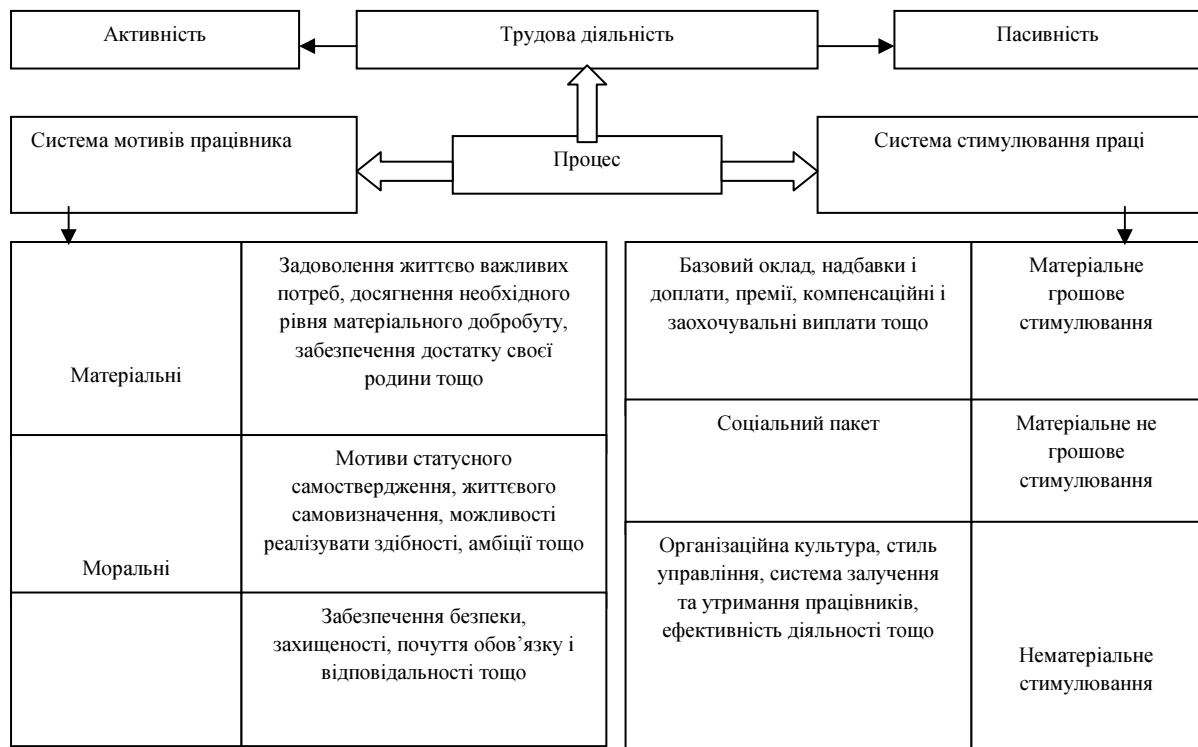 Активність
Трудова діяльність
Пасивність
Система мотивів працівника
Процес
Система стимулювання праці
Матеріальні
Задоволення життєво важливих
потреб, досягнення необхідного
рівня матеріального добробуту,
забезпечення достатку своєї
родини тощо
Моральні
Мотиви статусного
самоствердження, життєвого
самовизначення, можливості
реалізувати здібності, амбіції тощо
Забезпечення безпеки,
захищеності, почуття обов’язку і
відповідальності тощо
Базовий оклад, надбавки і
доплати, премії, компенсаційні і
заохочувальні виплати тощо
Матеріальне
грошове
стимулювання
Соціальний пакет
Матеріальне не
грошове
стимулювання
Організаційна культура, стиль
управління, система залучення
та утримання працівників,
ефективність діяльності тощо
Нематеріальне
стимулювання